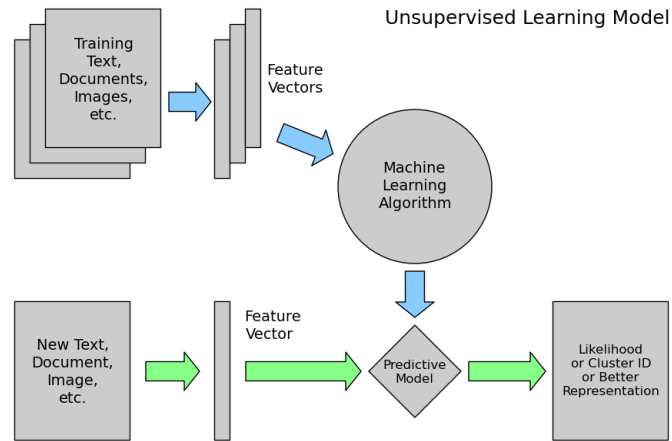 Unsupervised Learning Model
Training
Text,
Documents,
Images,
etc.
Feature
Vectors
Machine
Learning
Algorithm
New Text,
Document,
Image,
etc.
Feature
Vector
Predictive
Model
Likelihood
or Cluster ID
or Better
Representation